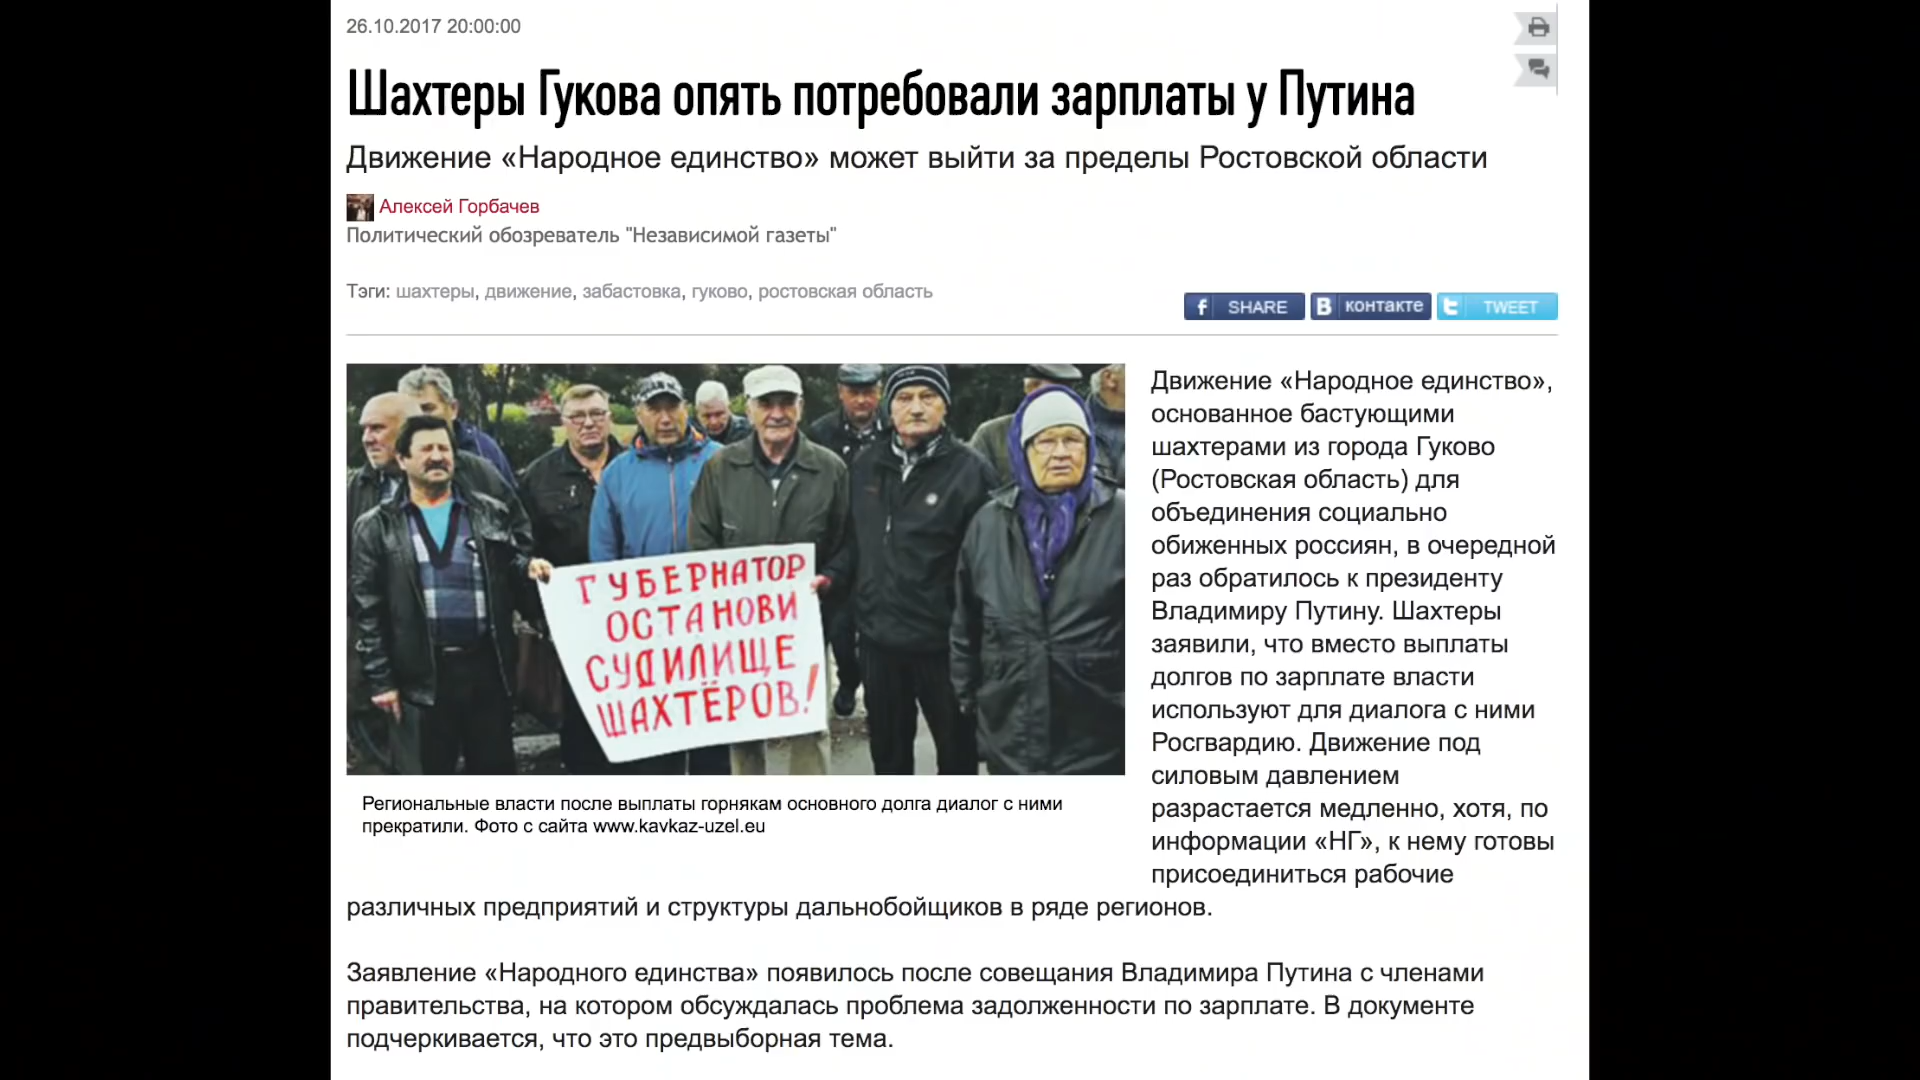 26.10.2017 20:00:00
Шахтеры Гукова опять потребовали зарплаты у Путина
Движение «Народное единство» может выйти за пределы Ростовской области
Алексей Горбачев
Политический обозреватель "Независимой газеты"
Тэги: шахтеры, движение, забастовка, гуково, ростовская область
f SHARE
В контакте
t TWEET
ГУБЕРНАТОР
ОСТАНОВИ
СУДИЛИЩЕ
ШАХТЁРОВ!
Региональные власти после выплаты горнякам основного долга диалог с ними
прекратили. Фото с сайта www.kavkaz-uzel.eu
Движение «Народное единство»,
основанное бастующими
шахтерами из города Гуково
(Ростовская область) для
объединения социально
обиженных россиян, в очередной
раз обратилось к президенту
Владимиру Путину. Шахтеры
заявили, что вместо выплаты
долгов по зарплате власти
используют для диалога с ними
Росгвардию. Движение под
силовым давлением
разрастается медленно, хотя, по
информации «НГ», к нему готовы
присоединиться рабочие
различных предприятий и структуры дальнобойщиков в ряде регионов.
Заявление «Народного единства» появилось после совещания Владимира Путина с членами
правительства, на котором обсуждалась проблема задолженности по зарплате. В документе
подчеркивается, что это предвыборная тема.